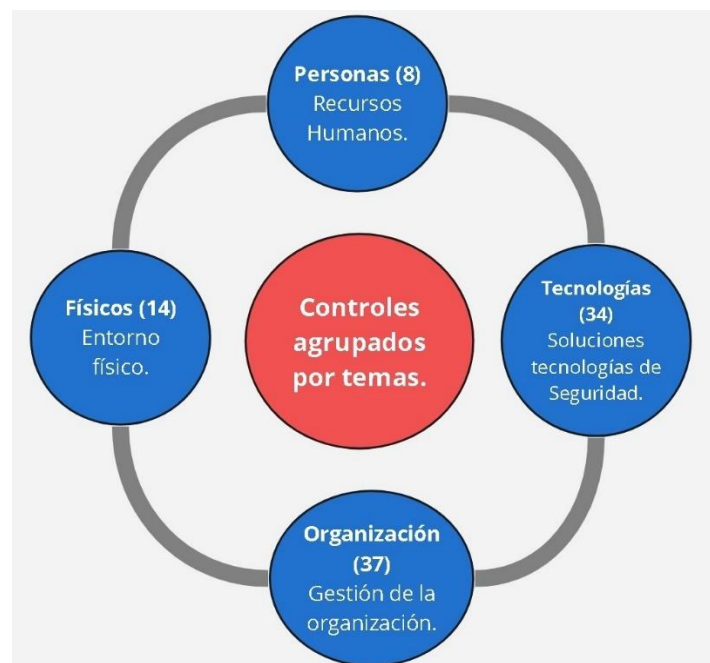 Personas (8)
Recursos
Humanos.
Físicos (14)
Entorno
físico.
Controles
agrupados
por temas.
Tecnologías
(34)
Soluciones
tecnologías de
Seguridad.
Organización
(37)
Gestión de la
organización.